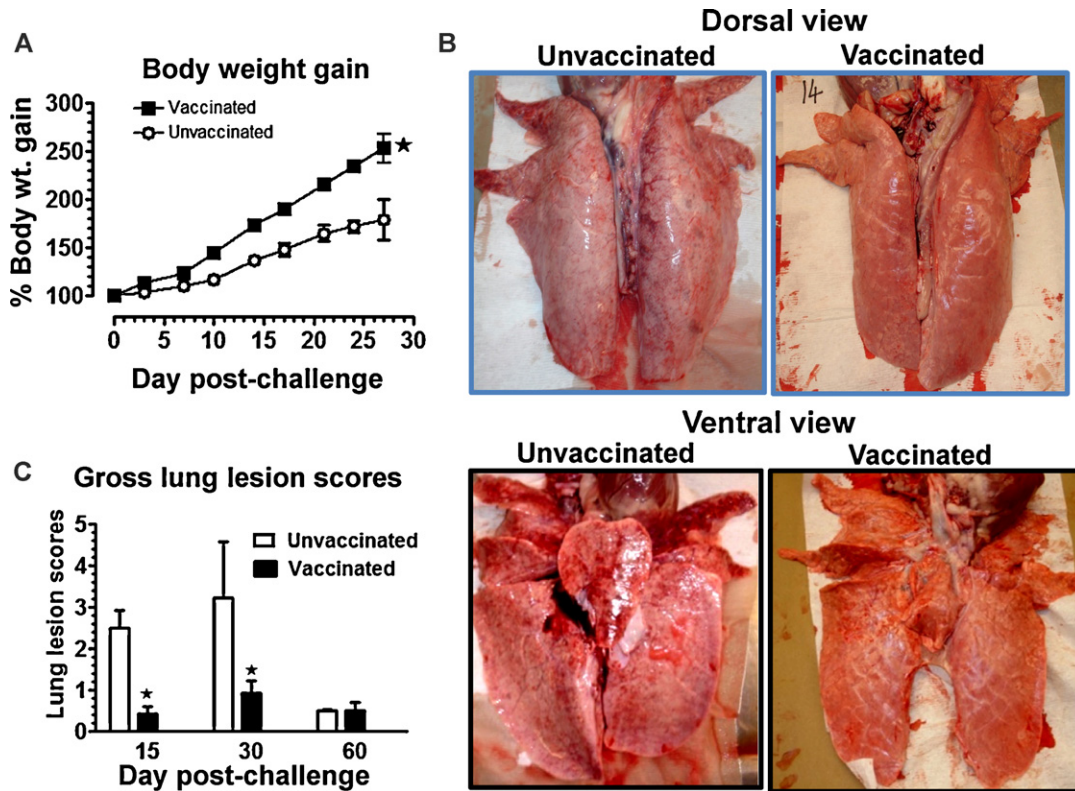 A
Body weight gain
Vaccinated
Unvaccinated
% Body wt. gain
300
250
200
150
100
0 5 10 15 20 25 30
Day post-challenge
B
Dorsal view
Unvaccinated Vaccinated
14
Ventral view
Unvaccinated Vaccinated
C
Gross lung lesion scores
Unvaccinated
Vaccinated
Lung lesion scores
5
4
3
2
1
0
15 30 60
Day post-challenge